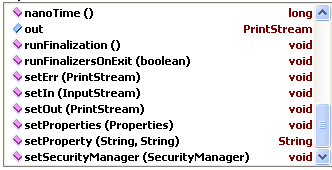 nanoTime () long
out PrintStream
runFinalization () void
runFinalizersOnExit (boolean) void
setErr (PrintStream) void
setIn (InputStream) void
setOut (PrintStream) void
setProperties (Properties) void
setProperty (String, String) String
setSecurityManager (SecurityManager) void